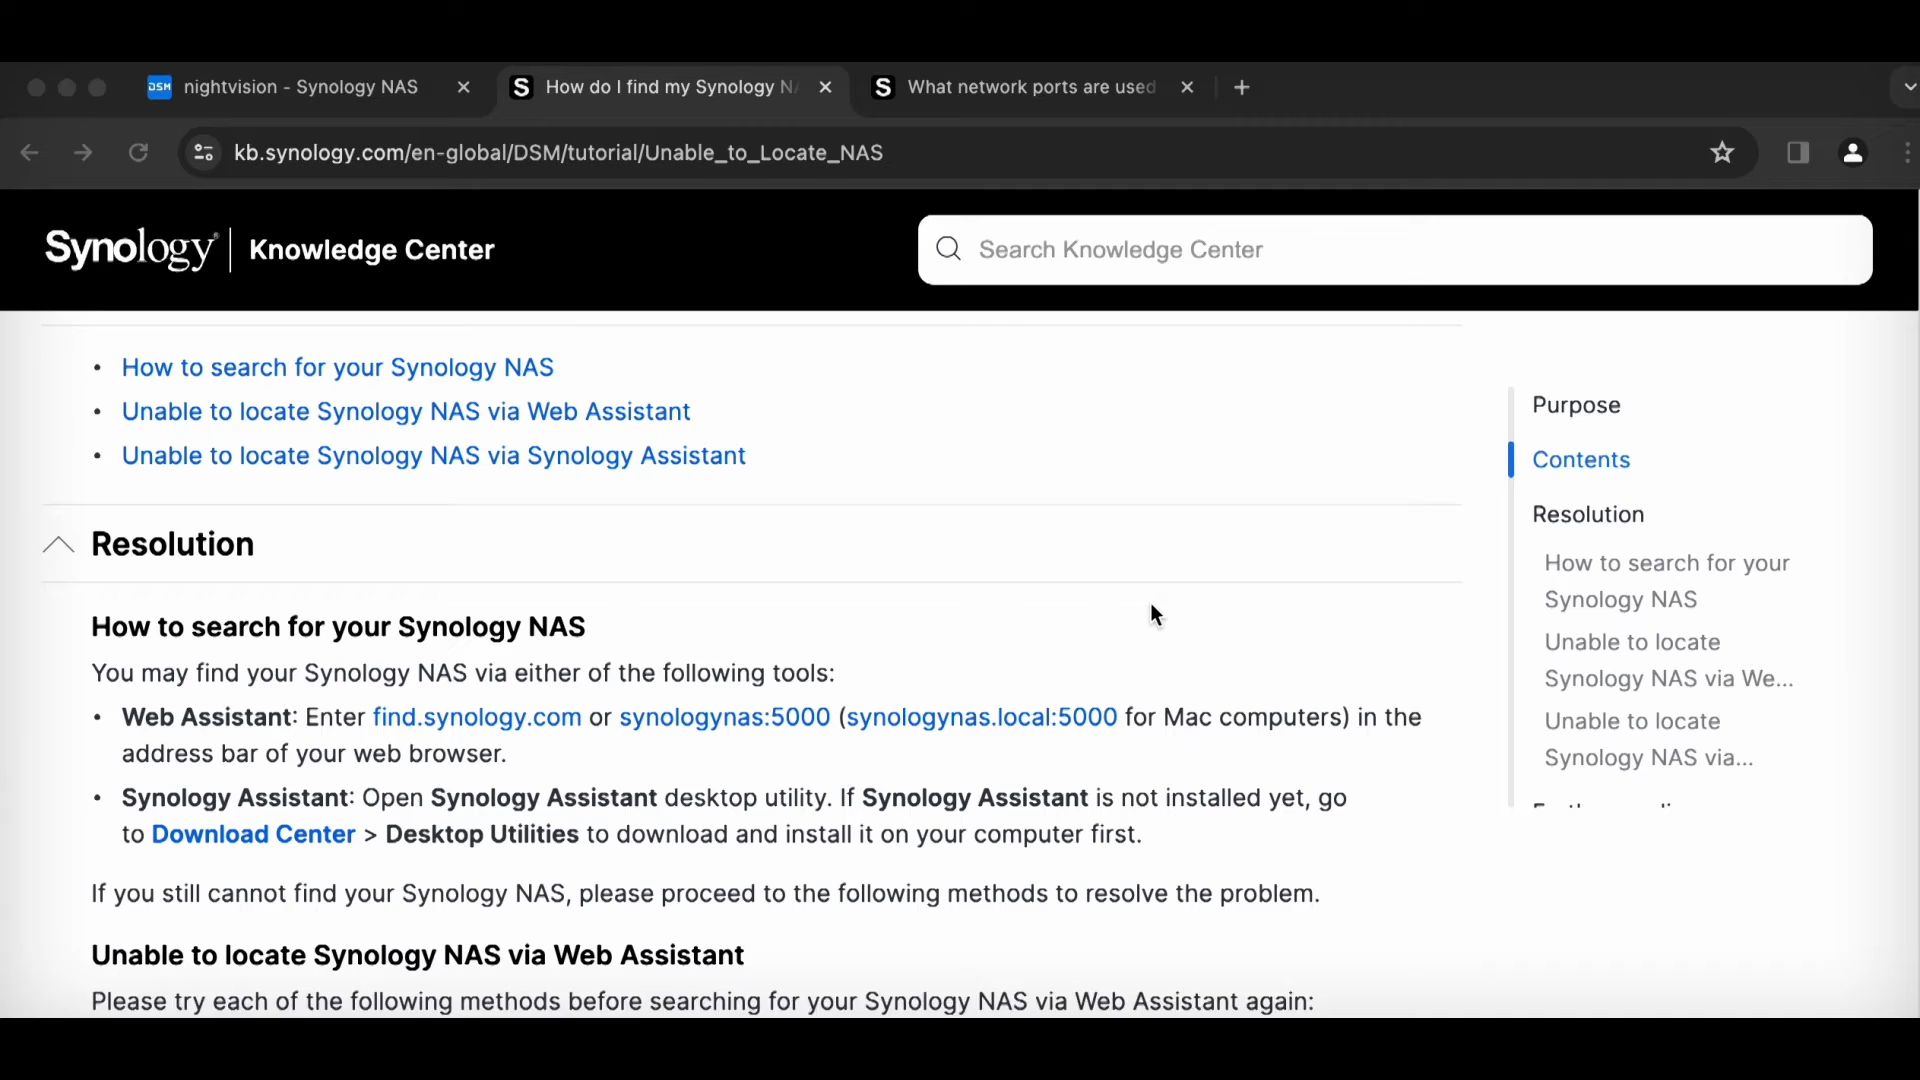 DSM nightvision - Synology NAS
S How do I find my Synology N
S What network ports are used
kb.synology.com/en-global/DSM/tutorial/Unable_to_Locate_NAS
Synology® Knowledge Center
Search Knowledge Center
• How to search for your Synology NAS
• Unable to locate Synology NAS via Web Assistant
• Unable to locate Synology NAS via Synology Assistant
Resolution
How to search for your Synology NAS
You may find your Synology NAS via either of the following tools:
• Web Assistant: Enter find.synology.com or synologynas:5000 (synologynas.local:5000 for Mac computers) in the
address bar of your web browser.
• Synology Assistant: Open Synology Assistant desktop utility. If Synology Assistant is not installed yet, go
to Download Center > Desktop Utilities to download and install it on your computer first.
If you still cannot find your Synology NAS, please proceed to the following methods to resolve the problem.
Unable to locate Synology NAS via Web Assistant
Please try each of the following methods before searching for your Synology NAS via Web Assistant again:
Purpose
Contents
Resolution
How to search for your
Synology NAS
Unable to locate
Synology NAS via We...
Unable to locate
Synology NAS via...